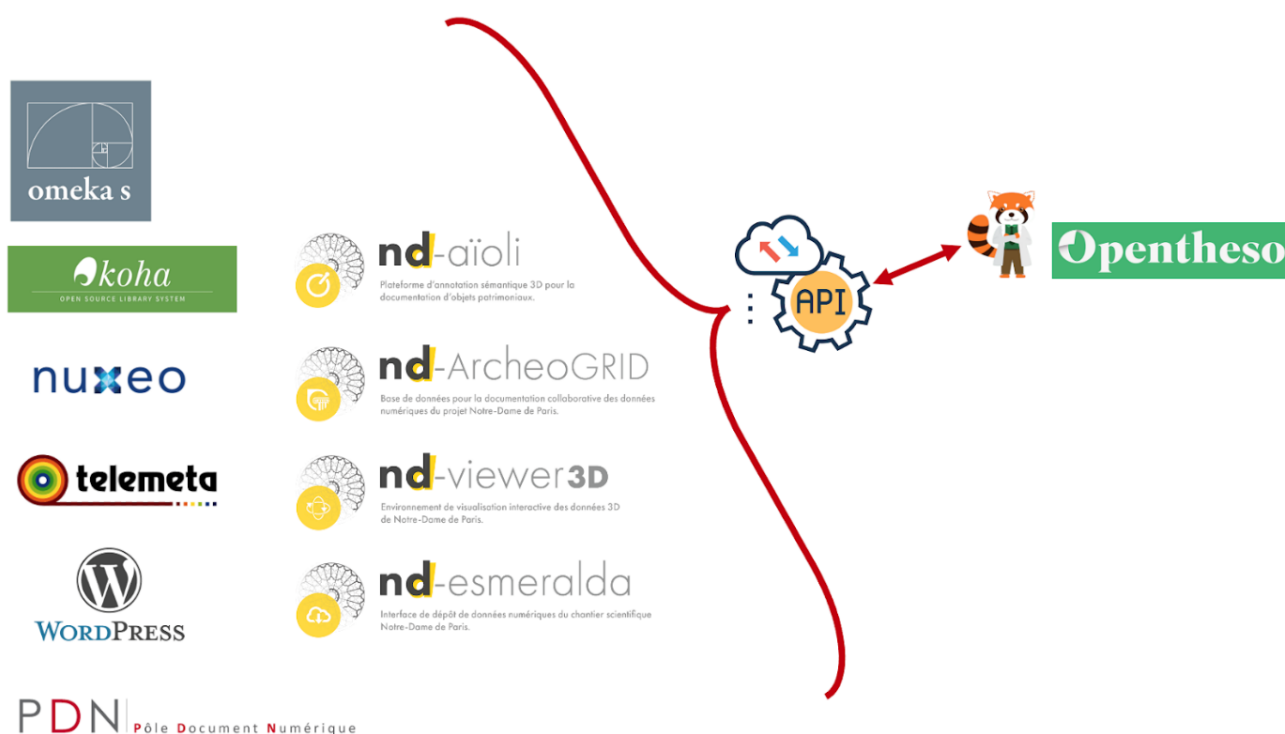 omeka s
koha
OPEN SOURCE LIBRARY SYSTEM
nuxeo
telemeta
WORDPRESS
nd-aïoli
Plateforme d'annotation sémantique 3D pour la
documentation d'objets patrimoniaux.
nd-ArcheoGRID
Base de données pour la documentation collaborative des données
numériques du projet Notre-Dame de Paris.
nd-viewer3D
Environnement de visualisation interactive des données 3D
de Notre-Dame de Paris.
nd-esmeralda
Interface de dépôt de données numériques du chantier scientifique
Notre-Dame de Paris.
API
Opentheso
PDN Pôle Document Numérique